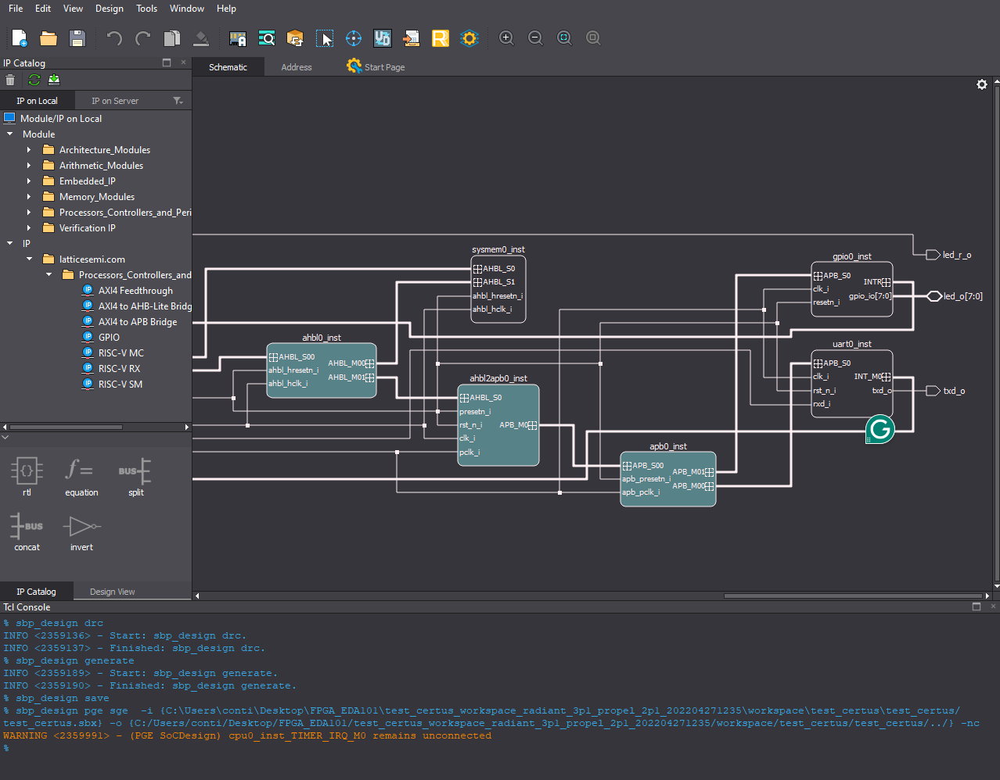 File Edit View Design Tools Window Help
IP Catalog
Schematic Address Start Page
IP on Local IP on Server
Module/IP on Local
Module
Architecture_Modules
Arithmetic_Modules
Embedded_IP
Memory_Modules
Processors_Controllers_and_Peri
Verification IP
IP
latticesemi.com
Processors_Controllers_and
AXI4 Feedthrough
AXI4 to AHB-Lite Bridg
AXI4 to APB Bridge
GPIO
RISC-V MC
RISC-V RX
RISC-V SM
rtl equation split
concat invert
IP Catalog Design View
sysmem0_inst
AHBL_S0
AHBL_S1
ahbl_hresetn_i
ahbl_hclk_i
gpio0_inst
APB_S0
clk_i
resetn_i
INTR
gpio_io[7:0]
led_r_o
led_o[7:0]
ahbl0_inst
AHBL_S00
ahbl_hresetn_i
ahbl_hclk_i
AHBL_M00
AHBL_M01
ahbl2apb0_inst
AHBL_S0
presetn_i
rst_n_i
clk_i
pclk_i
APB_M0
uart0_inst
APB_S0
clk_i
rst_n_i
rxd_i
INT_M0
txd_o
txd_o
apb0_inst
APB_S00
apb_presetn_i
apb_pclk_i
APB_M01
APB_M00
Tcl Console
% sbp_design drc
INFO <2359136> - Start: sbp_design drc.
INFO <2359137> - Finished: sbp_design drc.
% sbp_design generate
INFO <2359189> - Start: sbp_design generate.
INFO <2359190> - Finished: sbp_design generate.
% sbp_design save
% sbp_design pge sge -i {C:\Users\conti\Desktop\FPGA_EDA101\test_certus_workspace_radiant_3p1_propel_2p1_202204271235\workspace\test_certus\test_certus/
test_certus.sbx} -o {C:/Users/conti/Desktop/FPGA_EDA101/test_certus_workspace_radiant_3p1_propel_2p1_202204271235/workspace/test_certus/test_certus/../} -nc
WARNING <2359991> - (PGE SoCDesign) cpu0_inst_TIMER_IRQ_M0 remains unconnected
%